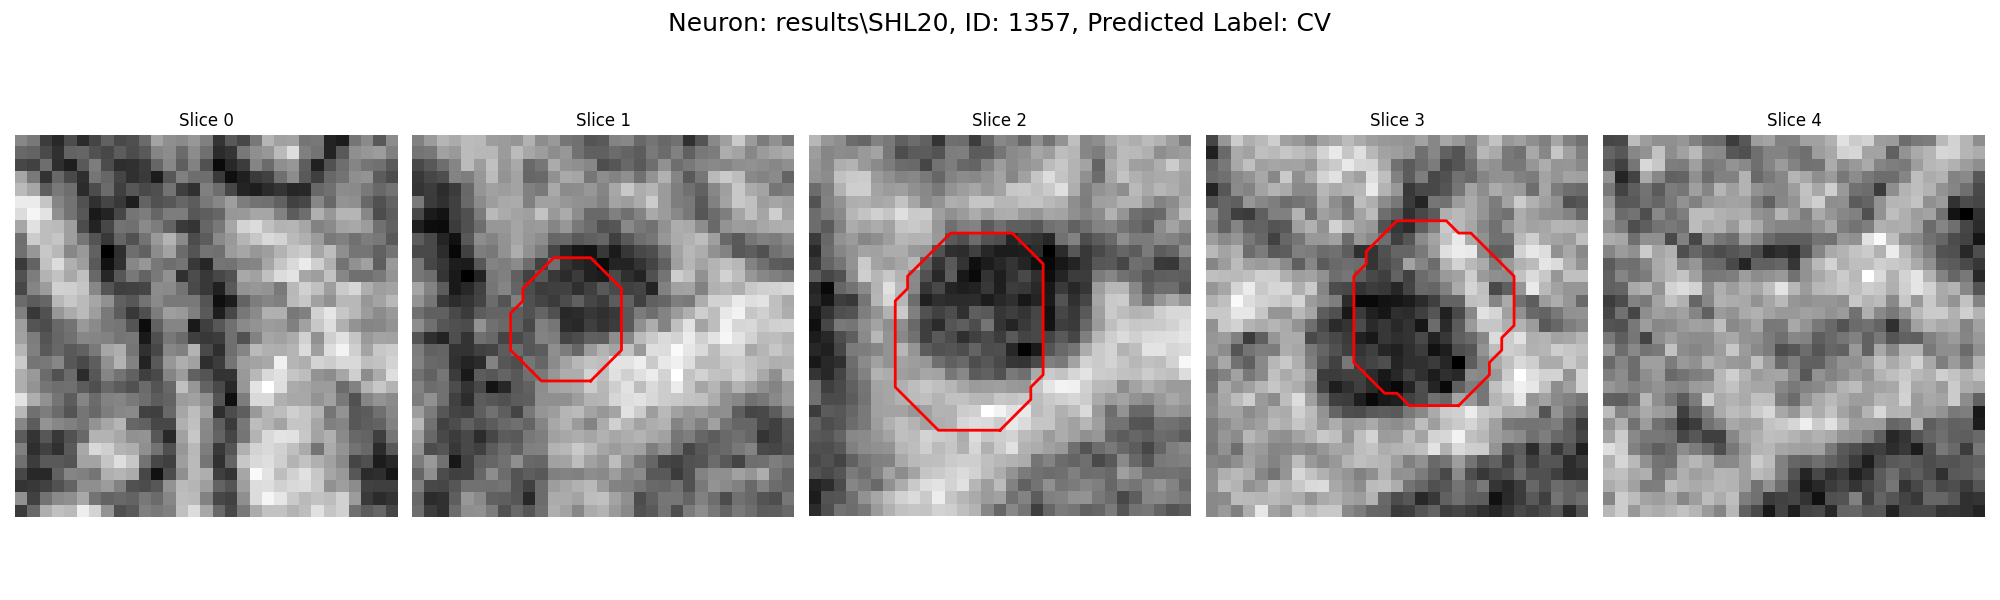 Neuron: results\SHL20, ID: 1357, Predicted Label: CV
Slice 0
Slice 1
Slice 2
Slice 3
Slice 4